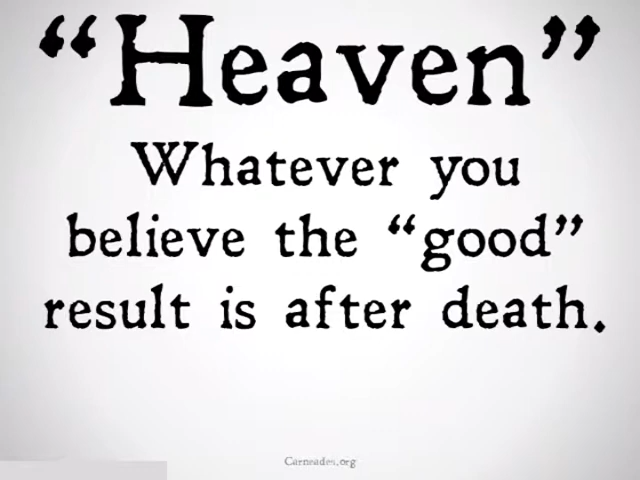 “Heaven”
Whatever you
believe the “good”
result is after death.
Carneades.org